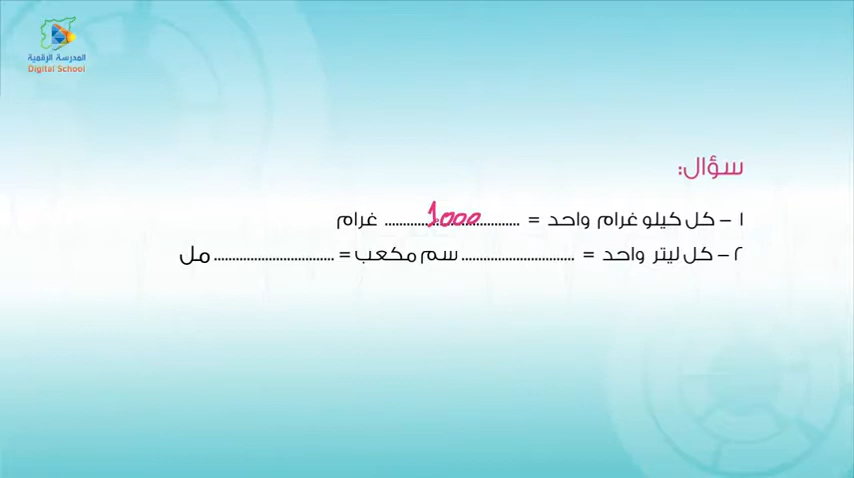 المدرسة الرقمية
Digital School
سؤال:
١ - كل كيلو غرام واحد = ........1000........ غرام
٢ - كل ليتر واحد = ................ سم مكعب = ................ مل